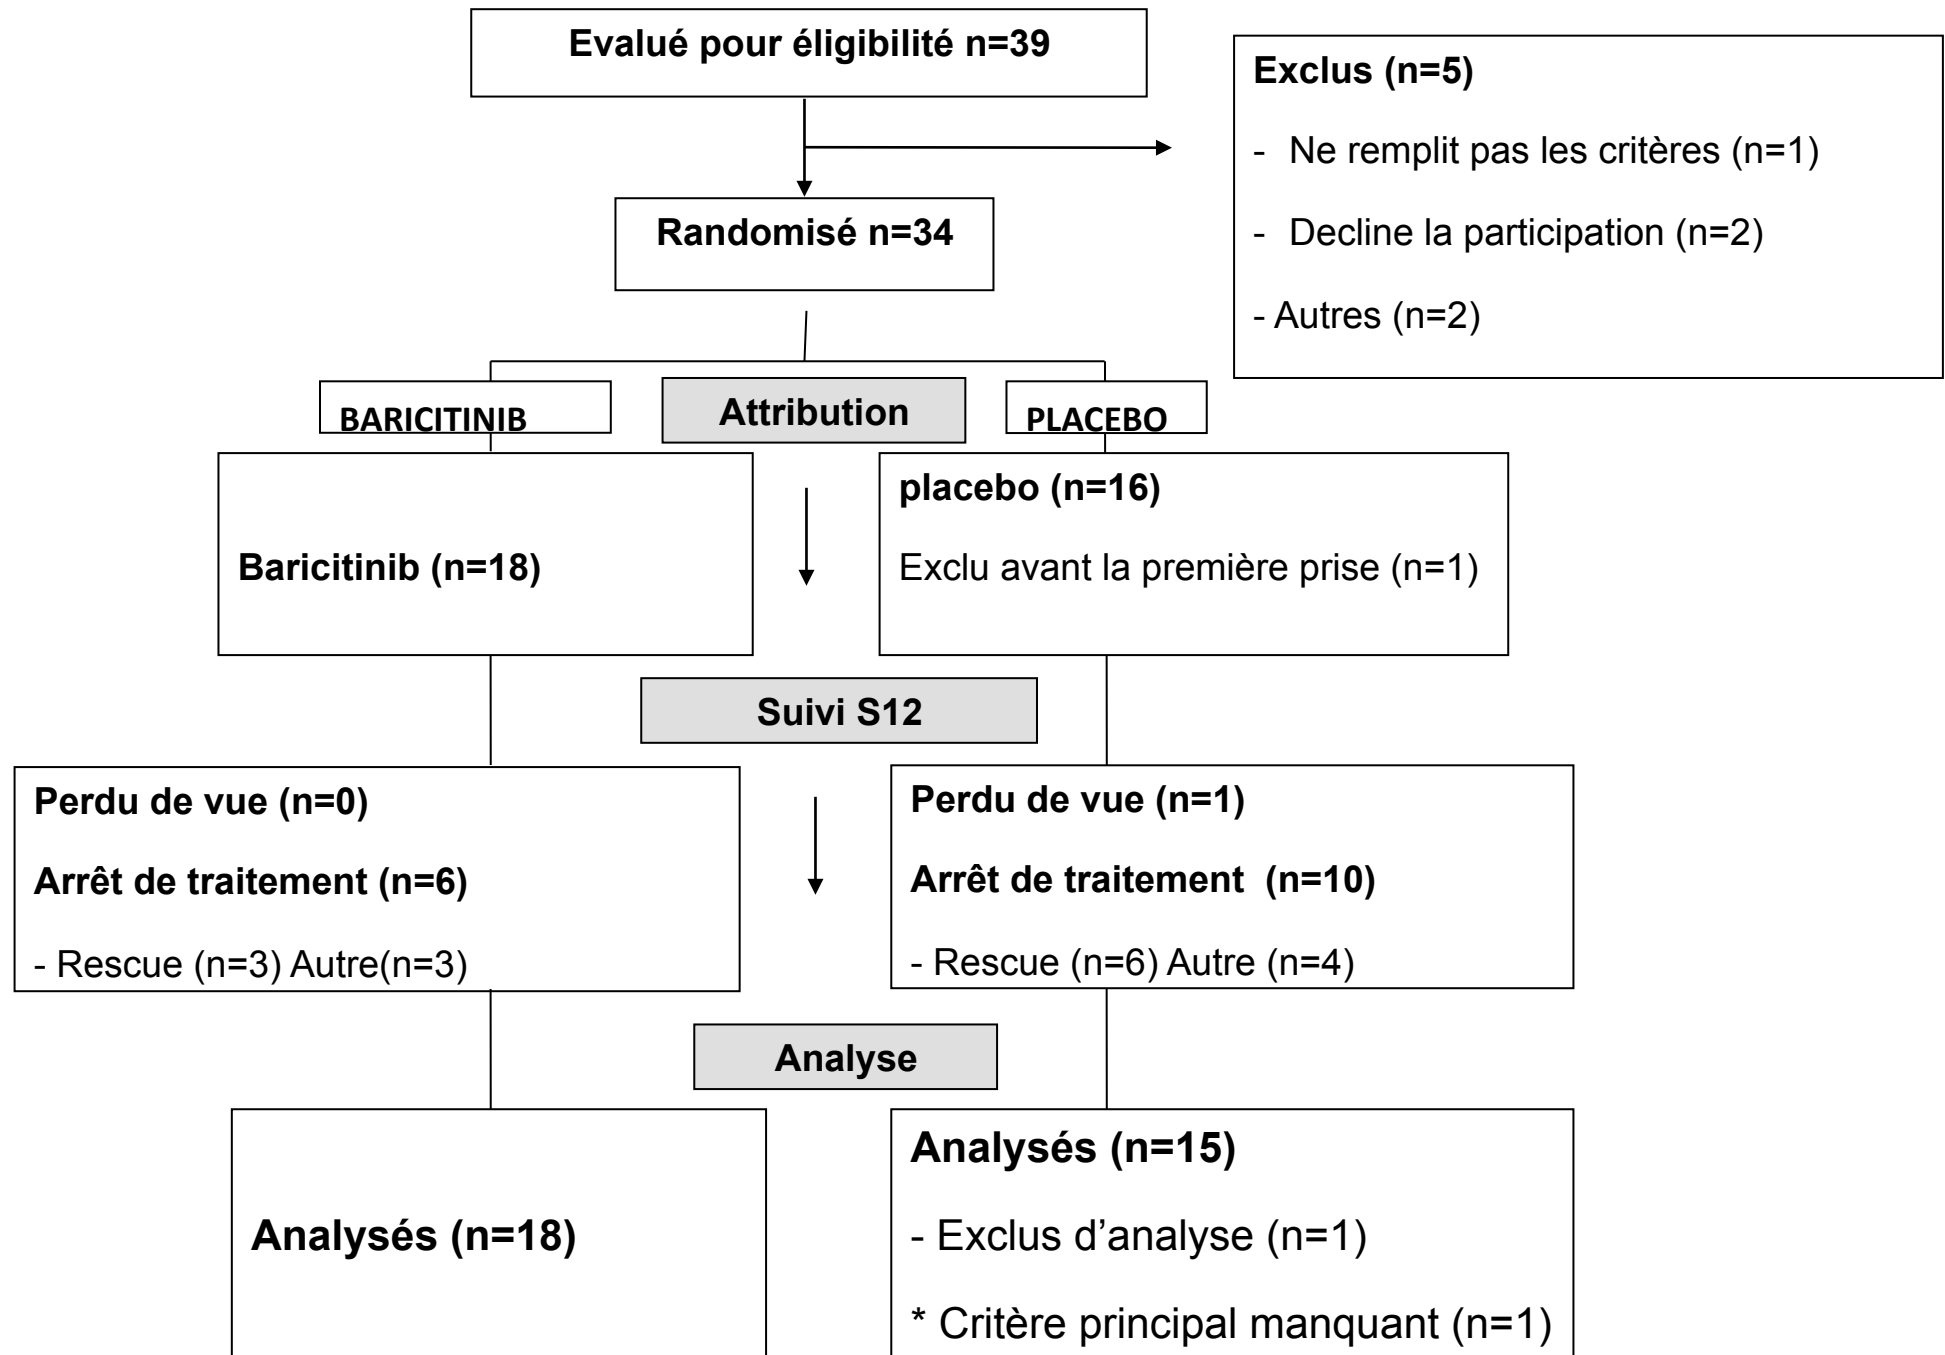 Evalué pour éligibilité n=39
Exclus (n=5)
- Ne remplit pas les critères (n=1)
- Decline la participation (n=2)
- Autres (n=2)
Randomisé n=34
BARICITINIB
Attribution
PLACEBO
Baricitinib (n=18)
placebo (n=16)
Exclu avant la première prise (n=1)
Suivi S12
Perdu de vue (n=0)
Arrêt de traitement (n=6)
- Rescue (n=3) Autre(n=3)
Perdu de vue (n=1)
Arrêt de traitement (n=10)
- Rescue (n=6) Autre (n=4)
Analyse
Analysés (n=18)
Analysés (n=15)
- Exclus d’analyse (n=1)
* Critère principal manquant (n=1)